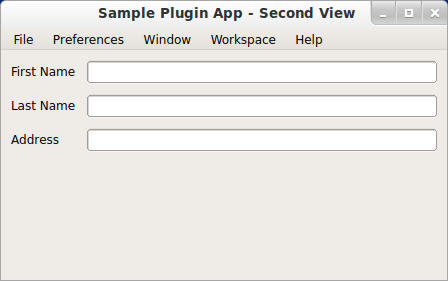 Sample Plugin App - Second View
File Preferences Window Workspace Help
First Name
Last Name
Address